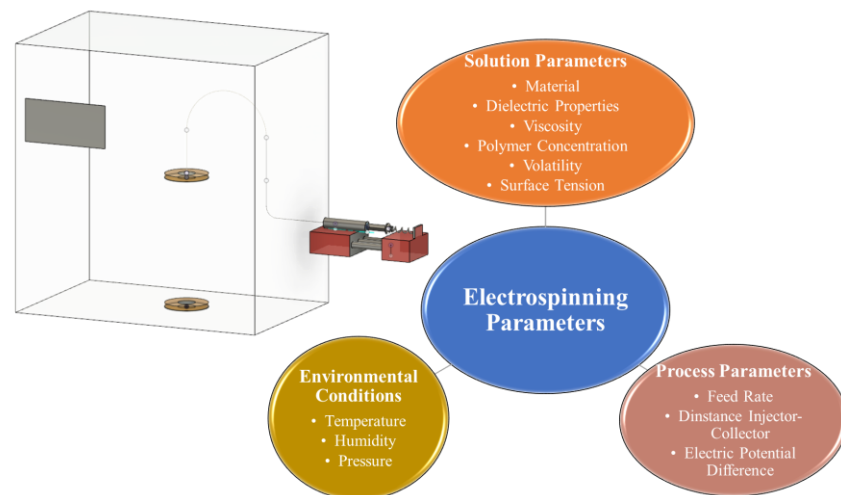 Solution Parameters
• Material
• Dielectric Properties
• Viscosity
• Polymer Concentration
• Volatility
• Surface Tension
Electrospinning
Parameters
Environmental
Conditions
• Temperature
• Humidity
• Pressure
Process Parameters
• Feed Rate
• Dinstance Injector-
Collector
• Electric Potential
Difference